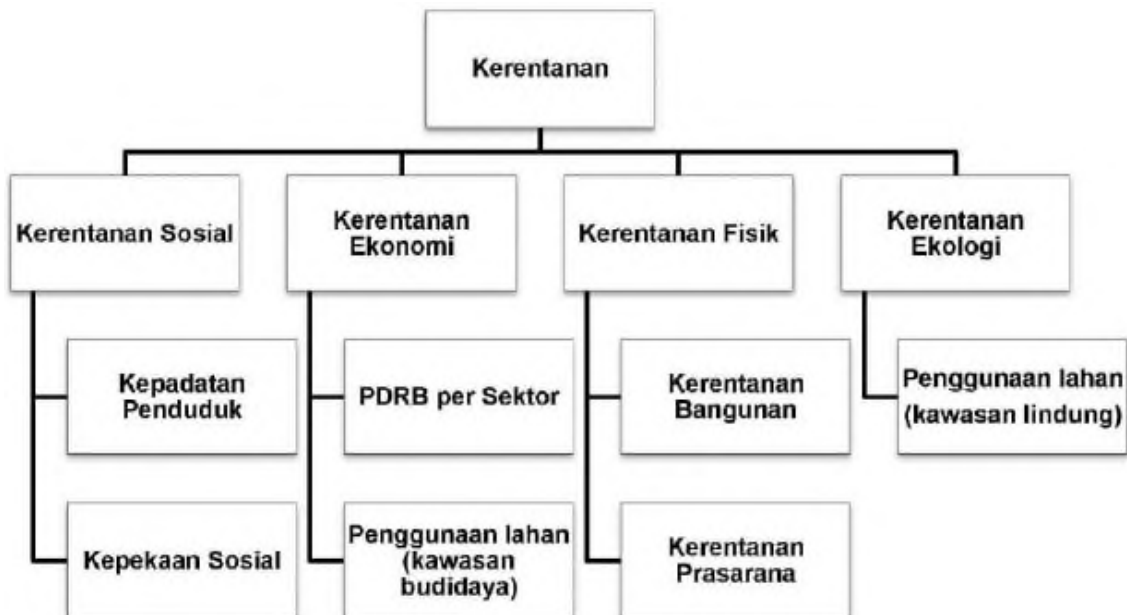 Kerentanan
Kerentanan Sosial
Kerentanan
Ekonomi
Kerentanan Fisik
Kerentanan
Ekologi
Kepadatan
Penduduk
PDRB per Sektor
Kerentanan
Bangunan
Penggunaan lahan
(kawasan lindung)
Kepekaan Sosial
Penggunaan lahan
(kawasan
budidaya)
Kerentanan
Prasarana